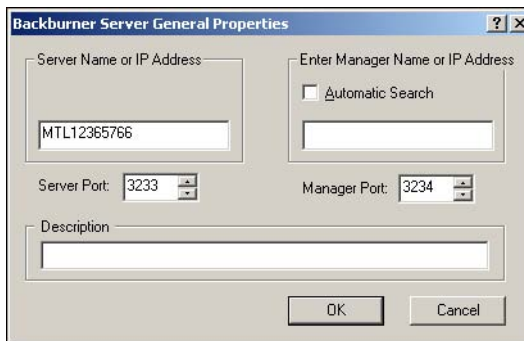 Backburner Server General Properties
Server Name or IP Address
Enter Manager Name or IP Address
Automatic Search
MTL12365766
Server Port: 3233
Manager Port: 3234
Description
OK
Cancel